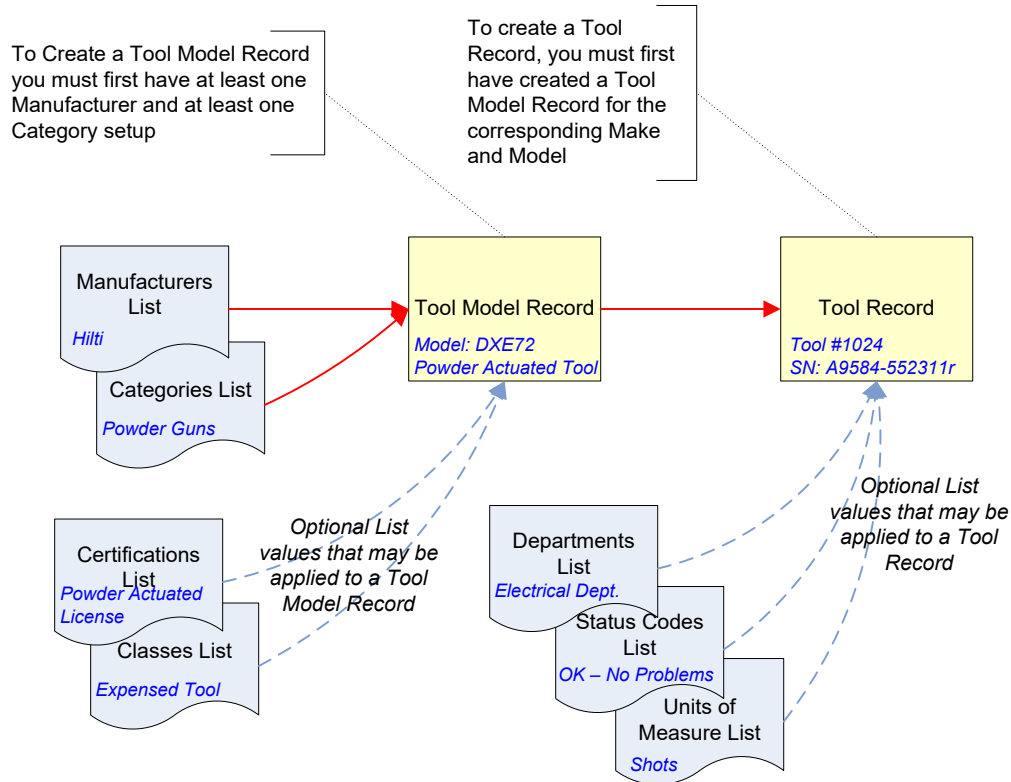 To Create a Tool Model Record
you must first have at least one
Manufacturer and at least one
Category setup
To create a Tool
Record, you must first
have created a Tool
Model Record for the
corresponding Make
and Model
Manufacturers
List
Hilti
Categories List
Powder Guns
Tool Model Record
Model: DXE72
Powder Actuated Tool
Tool Record
Tool #1024
SN: A9584-552311r
Certifications
List
Powder Actuated
License
Classes List
Expensed Tool
Optional List
values that may be
applied to a Tool
Model Record
Departments
List
Electrical Dept.
Status Codes
List
OK – No Problems
Units of
Measure List
Shots
Optional List
values that may be
applied to a Tool
Record